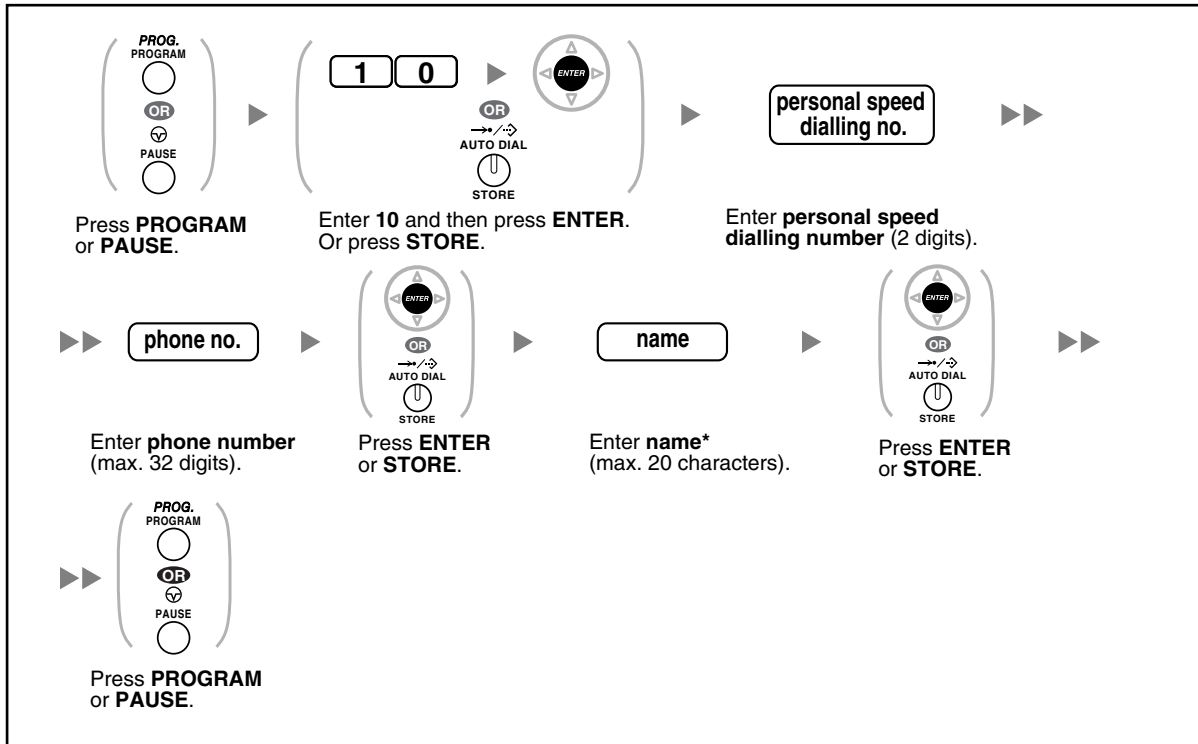 PROG.
PROGRAM
OR
PAUSE
Press PROGRAM
or PAUSE.
1 0
ENTER
OR
AUTO DIAL
STORE
Enter 10 and then press ENTER.
Or press STORE.
personal speed
dialling no.
Enter personal speed
dialling number (2 digits).
phone no.
Enter phone number
(max. 32 digits).
ENTER
OR
AUTO DIAL
STORE
Press ENTER
or STORE.
name
Enter name*
(max. 20 characters).
ENTER
OR
AUTO DIAL
STORE
Press ENTER
or STORE.
PROG.
PROGRAM
OR
PAUSE
Press PROGRAM
or PAUSE.